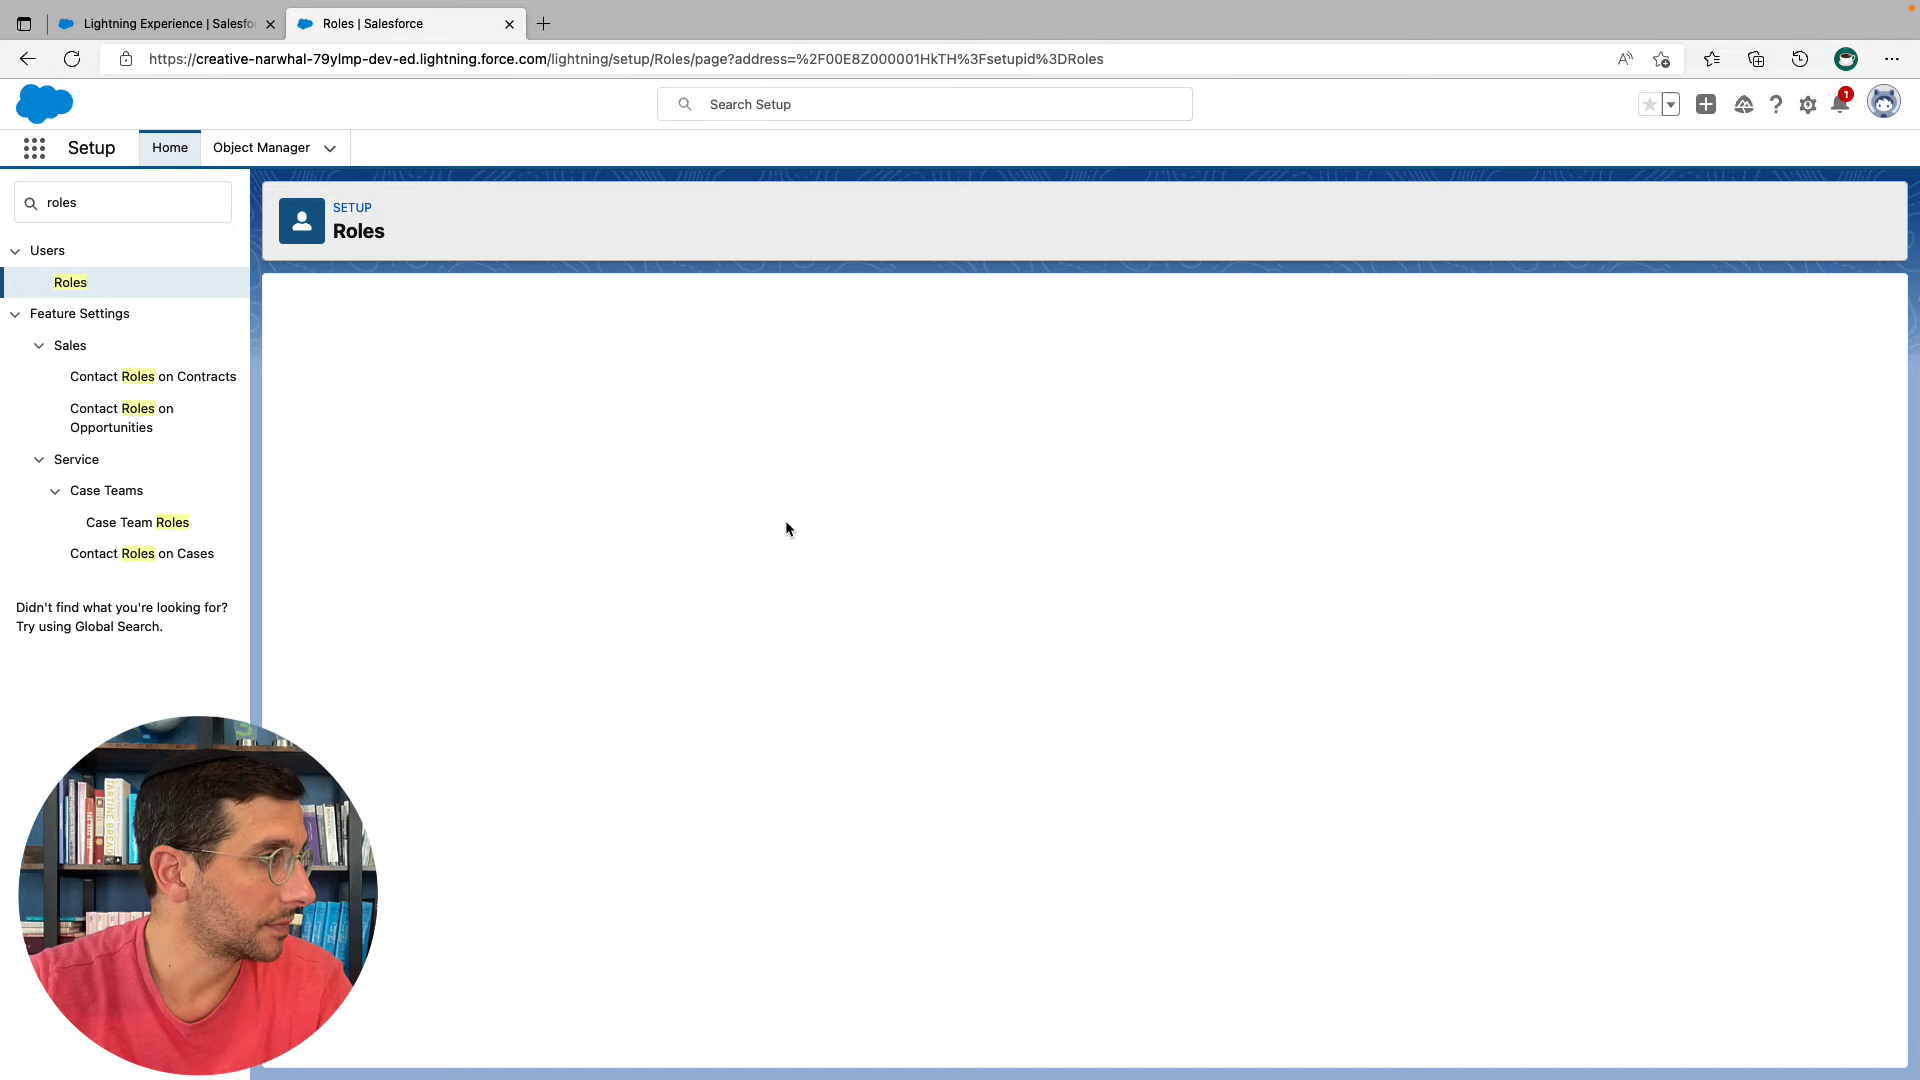 Lightning Experience | Salesfo
Roles | Salesforce
https://creative-narwhal-79ylmp-dev-ed.lightning.force.com/lightning/setup/Roles/page?address=%2F00E8Z000001HkTH%3Fsetupid%3DRoles
Search Setup
1
Setup
Home
Object Manager
roles
SETUP
Roles
Users
Roles
Feature Settings
Sales
Contact Roles on Contracts
Contact Roles on
Opportunities
Service
Case Teams
Case Team Roles
Contact Roles on Cases
Didn't find what you're looking for?
Try using Global Search.